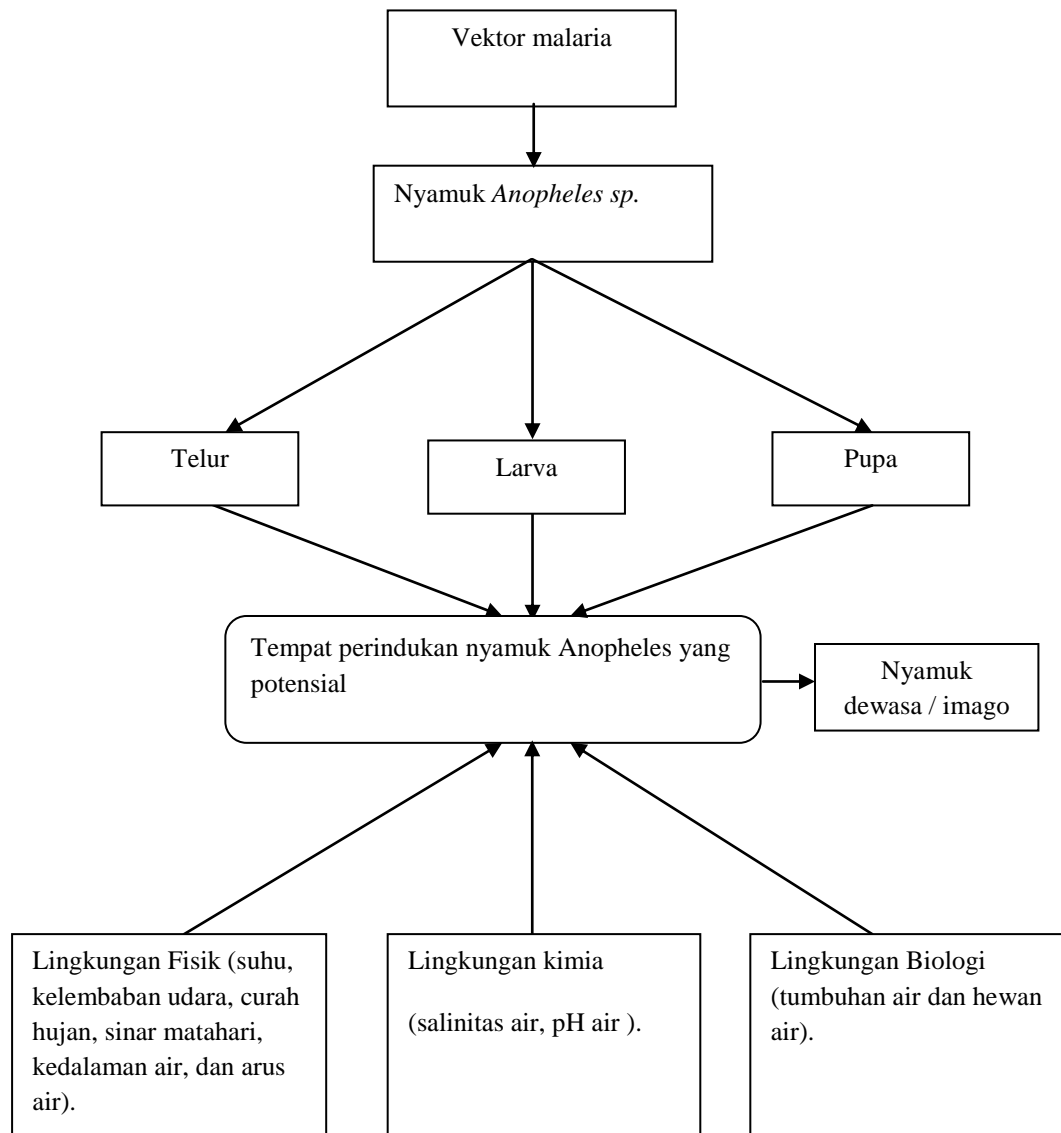 Vektor malaria
Nyamuk Anopheles sp.
Telur
Larva
Pupa
Tempat perindukan nyamuk Anopheles yang
potensial
Nyamuk
dewasa / imago
Lingkungan Fisik (suhu,
kelembaban udara, curah
hujan, sinar matahari,
kedalaman air, dan arus
air).
Lingkungan kimia
(salinitas air, pH air ).
Lingkungan Biologi
(tumbuhan air dan hewan
air).